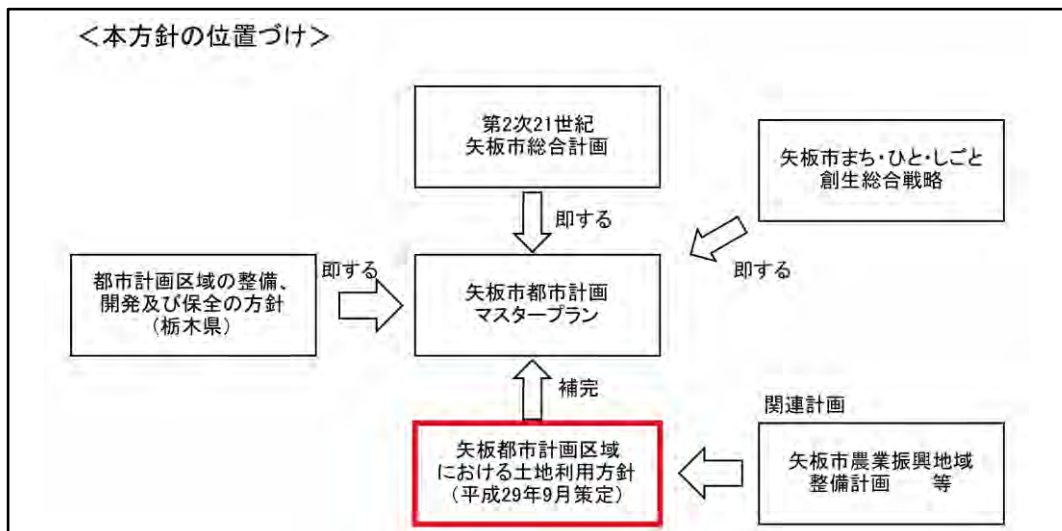 <本方針の位置づけ>
第2次21世紀
矢板市総合計画
矢板市まち・ひと・しごと
創生総合戦略
即する
即する
都市計画区域の整備、
開発及び保全の方針
(栃木県)
即する
矢板市都市計画
マスタープラン
補完
関連計画
矢板都市計画区域
における土地利用方針
(平成29年9月策定)
矢板市農業振興地域
整備計画 等